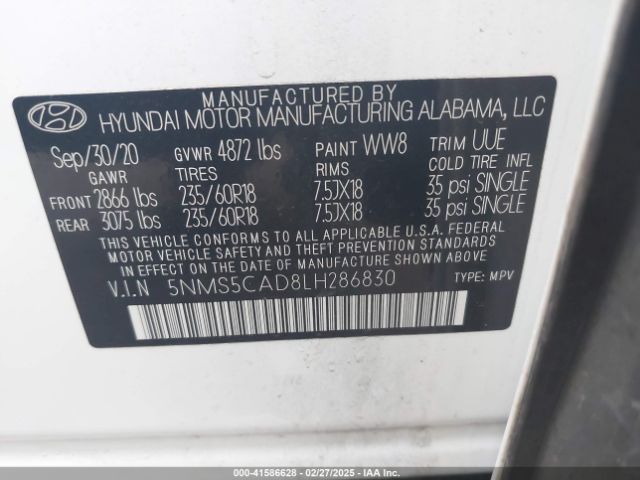 MANUFACTURED BY
HYUNDAI MOTOR MANUFACTURING ALABAMA, LLC
Sep/30/20 GVWR 4872 lbs PAINT WW8 TRIM UUE
GAWR TIRES RIMS COLD TIRE INFL
FRONT 2866 lbs 235/60R18 7.5JX18 35 psi SINGLE
REAR 3075 lbs 235/60R18 7.5JX18 35 psi SINGLE
THIS VEHICLE CONFORMS TO ALL APPLICABLE U.S.A. FEDERAL
MOTOR VEHICLE SAFETY AND THEFT PREVENTION STANDARDS
IN EFFECT ON THE DATE OF MANUFACTURE SHOWN ABOVE.
V.I.N 5NMS5CAD8LH286830 TYPE: MPV
000-41586628 - 02/27/2025 - IAA Inc.